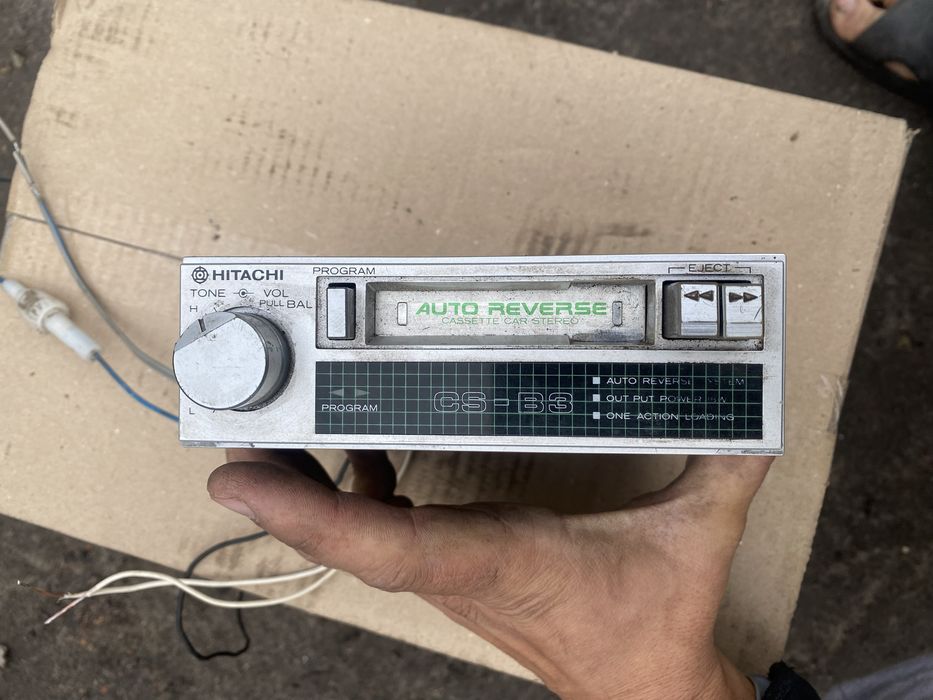 HITACHI
TONE VOL
PULL BAL
H
L
PROGRAM
EJECT
AUTO REVERSE
CASSETTE CAR STEREO
PROGRAM
CS-B3
AUTO REVERSE SYSTEM
OUT PUT POWER
ONE ACTION LOADING